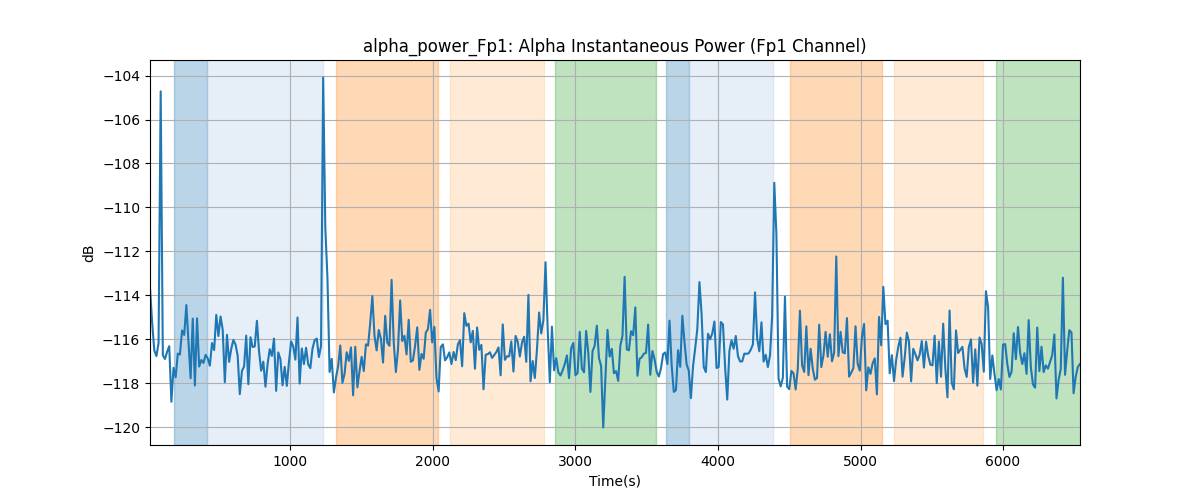 alpha_power_Fp1: Alpha Instantaneous Power (Fp1 Channel)
−104
−106
−108
−110
−112
−114
−116
−118
−120
dB
1000 2000 3000 4000 5000 6000
Time(s)